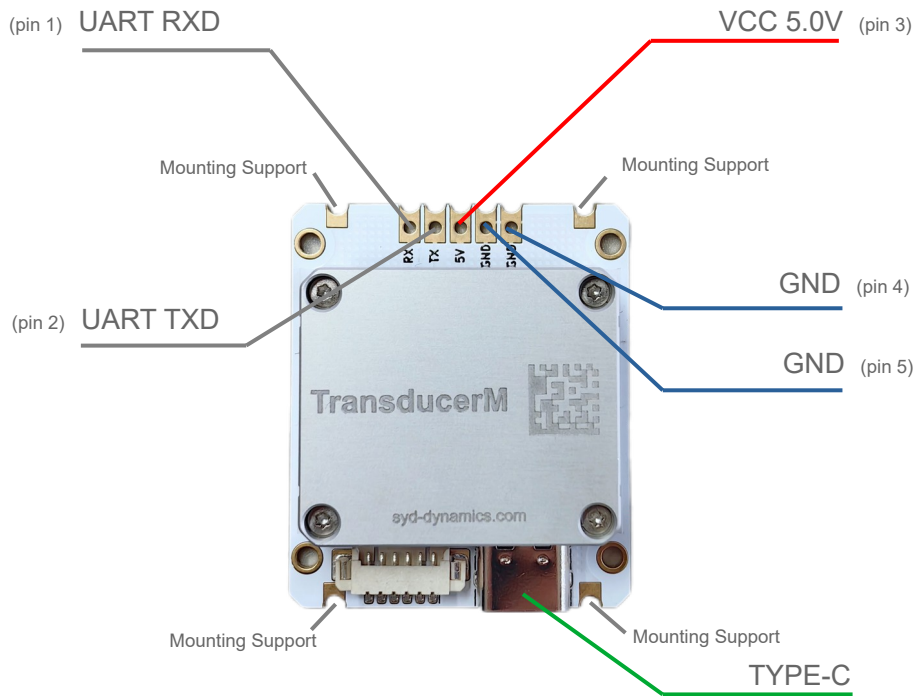 (pin 1) UART RXD
VCC 5.0V (pin 3)
Mounting Support
Mounting Support
RX
TX
5V
GND
GND
GND (pin 4)
(pin 2) UART TXD
GND (pin 5)
TransducerM
syd-dynamics.com
Mounting Support
Mounting Support
TYPE-C